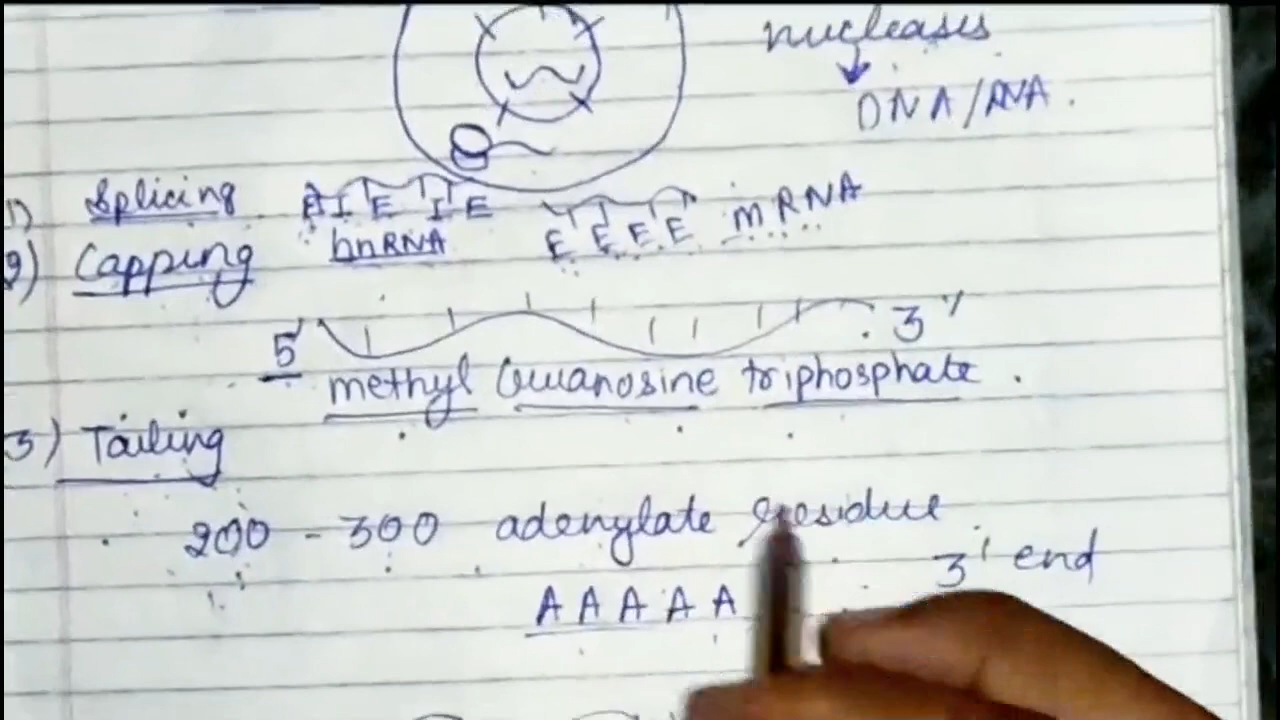 nucleases
DNA/RNA.
1) Splicing E I E I E E E E E mRNA
hnRNA
2) Capping
5' 3'
methyl Guanosine triphosphate.
3) Tailing
200 - 300 adenylate residue
3' end
A A A A A